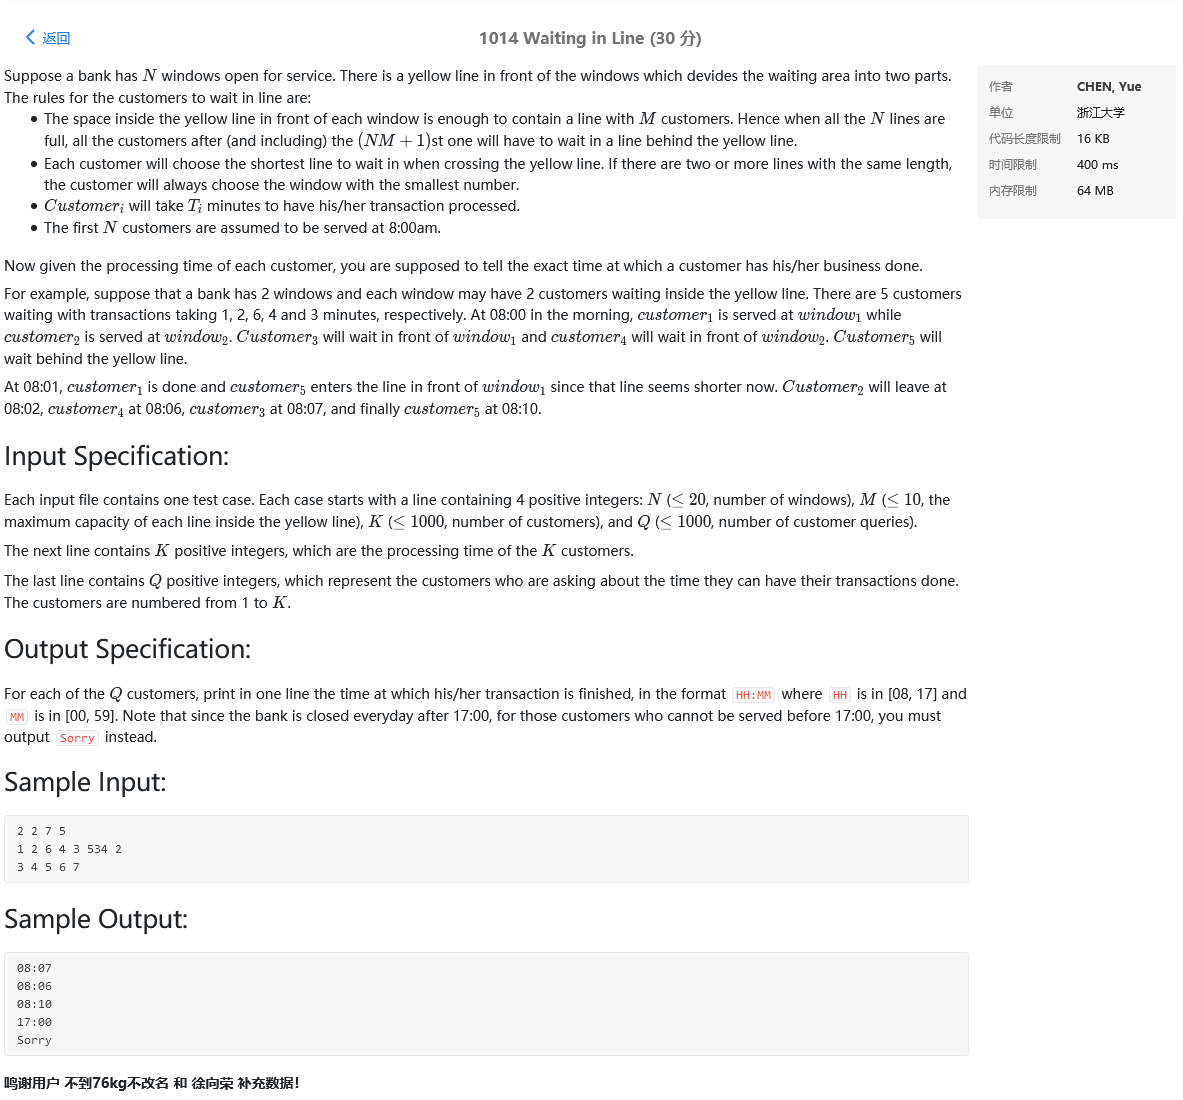 返回
1014 Waiting in Line (30 分)
Suppose a bank has N windows open for service. There is a yellow line in front of the windows which devides the waiting area into two parts.
The rules for the customers to wait in line are:
The space inside the yellow line in front of each window is enough to contain a line with M customers. Hence when all the N lines are
full, all the customers after (and including) the (NM + 1)st one will have to wait in a line behind the yellow line.
Each customer will choose the shortest line to wait in when crossing the yellow line. If there are two or more lines with the same length,
the customer will always choose the window with the smallest number.
Customer_i will take T_i minutes to have his/her transaction processed.
The first N customers are assumed to be served at 8:00am.
Now given the processing time of each customer, you are supposed to tell the exact time at which a customer has his/her business done.
For example, suppose that a bank has 2 windows and each window may have 2 customers waiting inside the yellow line. There are 5 customers
waiting with transactions taking 1, 2, 6, 4 and 3 minutes, respectively. At 08:00 in the morning, customer_1 is served at window_1 while
customer_2 is served at window_2. Customer_3 will wait in front of window_1 and customer_4 will wait in front of window_2. Customer_5 will
wait behind the yellow line.
At 08:01, customer_1 is done and customer_5 enters the line in front of window_1 since that line seems shorter now. Customer_2 will leave at
08:02, customer_4 at 08:06, customer_3 at 08:07, and finally customer_5 at 08:10.
Input Specification:
Each input file contains one test case. Each case starts with a line containing 4 positive integers: N (≤ 20, number of windows), M (≤ 10, the
maximum capacity of each line inside the yellow line), K (≤ 1000, number of customers), and Q (≤ 1000, number of customer queries).
The next line contains K positive integers, which are the processing time of the K customers.
The last line contains Q positive integers, which represent the customers who are asking about the time they can have their transactions done.
The customers are numbered from 1 to K.
Output Specification:
For each of the Q customers, print in one line the time at which his/her transaction is finished, in the format HH:MM where HH is in [08, 17] and
MM is in [00, 59]. Note that since the bank is closed everyday after 17:00, for those customers who cannot be served before 17:00, you must
output Sorry instead.
Sample Input:
2 2 7 5
1 2 6 4 3 534 2
3 4 5 6 7
Sample Output:
08:07
08:06
08:10
17:00
Sorry
鸣谢用户 不到76kg不改名 和 徐向荣 补充数据！
作者 CHEN, Yue
单位 浙江大学
代码长度限制 16 KB
时间限制 400 ms
内存限制 64 MB